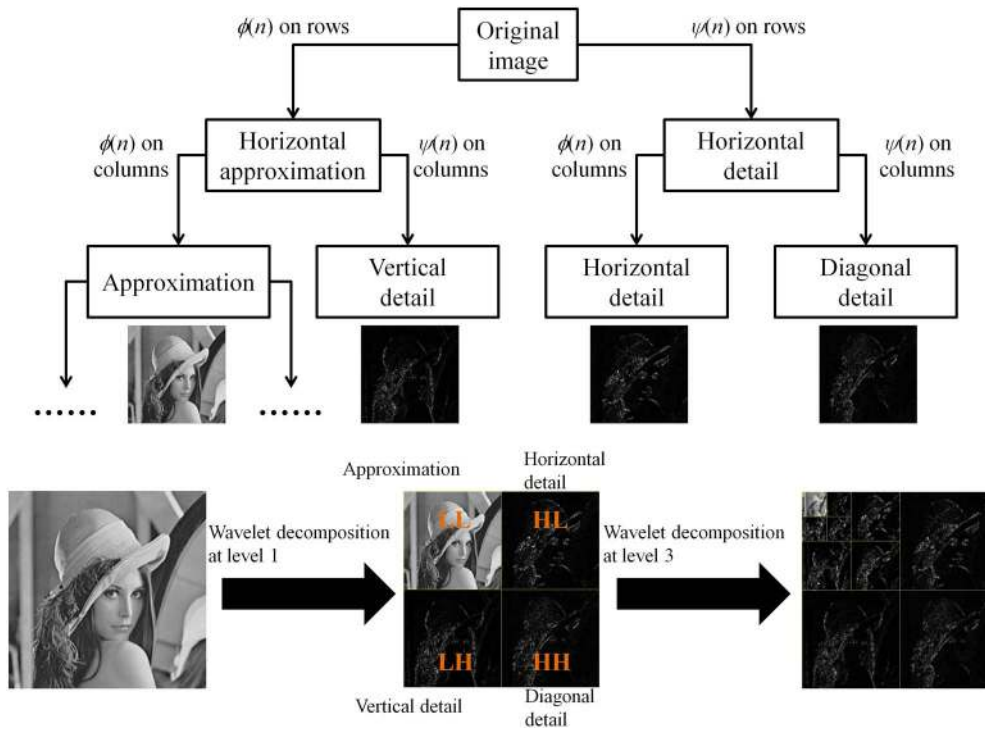 ϕ(n) on rows
Original
image
ψ(n) on rows
ϕ(n) on
columns
Horizontal
approximation
ψ(n) on
columns
ϕ(n) on
columns
Horizontal
detail
ψ(n) on
columns
Approximation
Vertical
detail
Horizontal
detail
Diagonal
detail
......
......
Approximation
Horizontal
detail
Wavelet decomposition
at level 1
LL
HL
LH
HH
Wavelet decomposition
at level 3
Vertical detail
Diagonal
detail